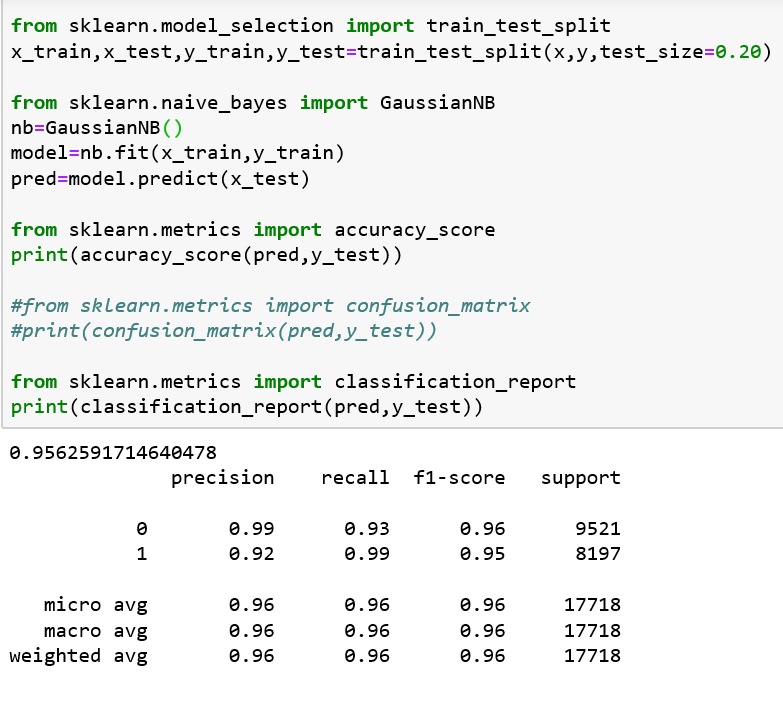 from sklearn.model_selection import train_test_split
x_train,x_test,y_train,y_test=train_test_split(x,y,test_size=0.20)
from sklearn.naive_bayes import GaussianNB
nb=GaussianNB()
model=nb.fit(x_train,y_train)
pred=model.predict(x_test)
from sklearn.metrics import accuracy_score
print(accuracy_score(pred,y_test))
#from sklearn.metrics import confusion_matrix
#print(confusion_matrix(pred,y_test))
from sklearn.metrics import classification_report
print(classification_report(pred,y_test))
0.9562591714640478
precision recall f1-score support
0 0.99 0.93 0.96 9521
1 0.92 0.99 0.95 8197
micro avg 0.96 0.96 0.96 17718
macro avg 0.96 0.96 0.96 17718
weighted avg 0.96 0.96 0.96 17718